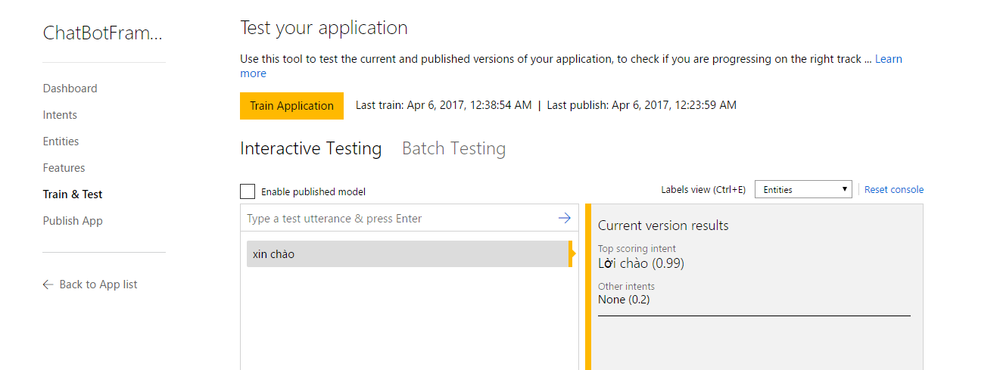 ChatBotFram...
Dashboard
Intents
Entities
Features
Train & Test
Publish App
Back to App list
Test your application
Use this tool to test the current and published versions of your application, to check if you are progressing on the right track ... Learn
more
Train Application Last train: Apr 6, 2017, 12:38:54 AM | Last publish: Apr 6, 2017, 12:23:59 AM
Interactive Testing Batch Testing
Enable published model
Labels view (Ctrl+E) Entities Reset console
Type a test utterance & press Enter
xin chào
Current version results
Top scoring intent
Lời chào (0.99)
Other intents
None (0.2)